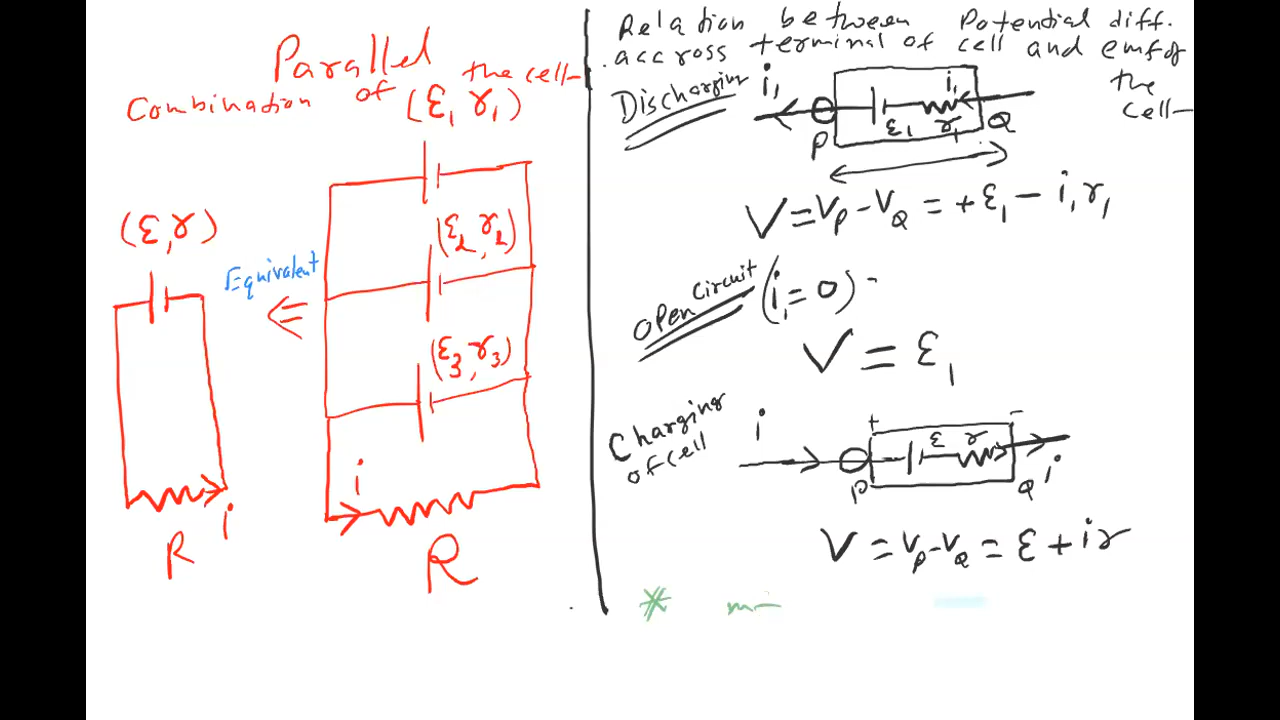 Parallel
Combination of the cell-
(ε₁ r₁)
(ε, r)
(ε₂, r₂)
Equivalent
(ε₃, r₃)
i
i
R
R
Relation between Potential diff.
accross terminal of cell and emf of
the
cell-
Discharging
i₁
i₁
ε₁
r₁
P
Q
V = Vp - VQ = +ε₁ - i₁ r₁
Open Circuit (i₁ = 0) -
V = ε₁
Charging
of cell
i
+
-
ε
r
P
Q
i
V = Vp - VQ = ε + ir
*